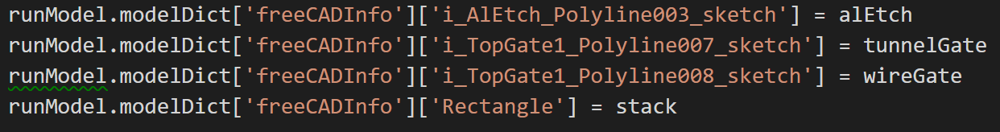 runModel.modelDict['freeCADInfo']['i_AlEtch_Polyline003_sketch'] = alEtch
runModel.modelDict['freeCADInfo']['i_TopGate1_Polyline007_sketch'] = tunnelGate
runModel.modelDict['freeCADInfo']['i_TopGate1_Polyline008_sketch'] = wireGate
runModel.modelDict['freeCADInfo']['Rectangle'] = stack